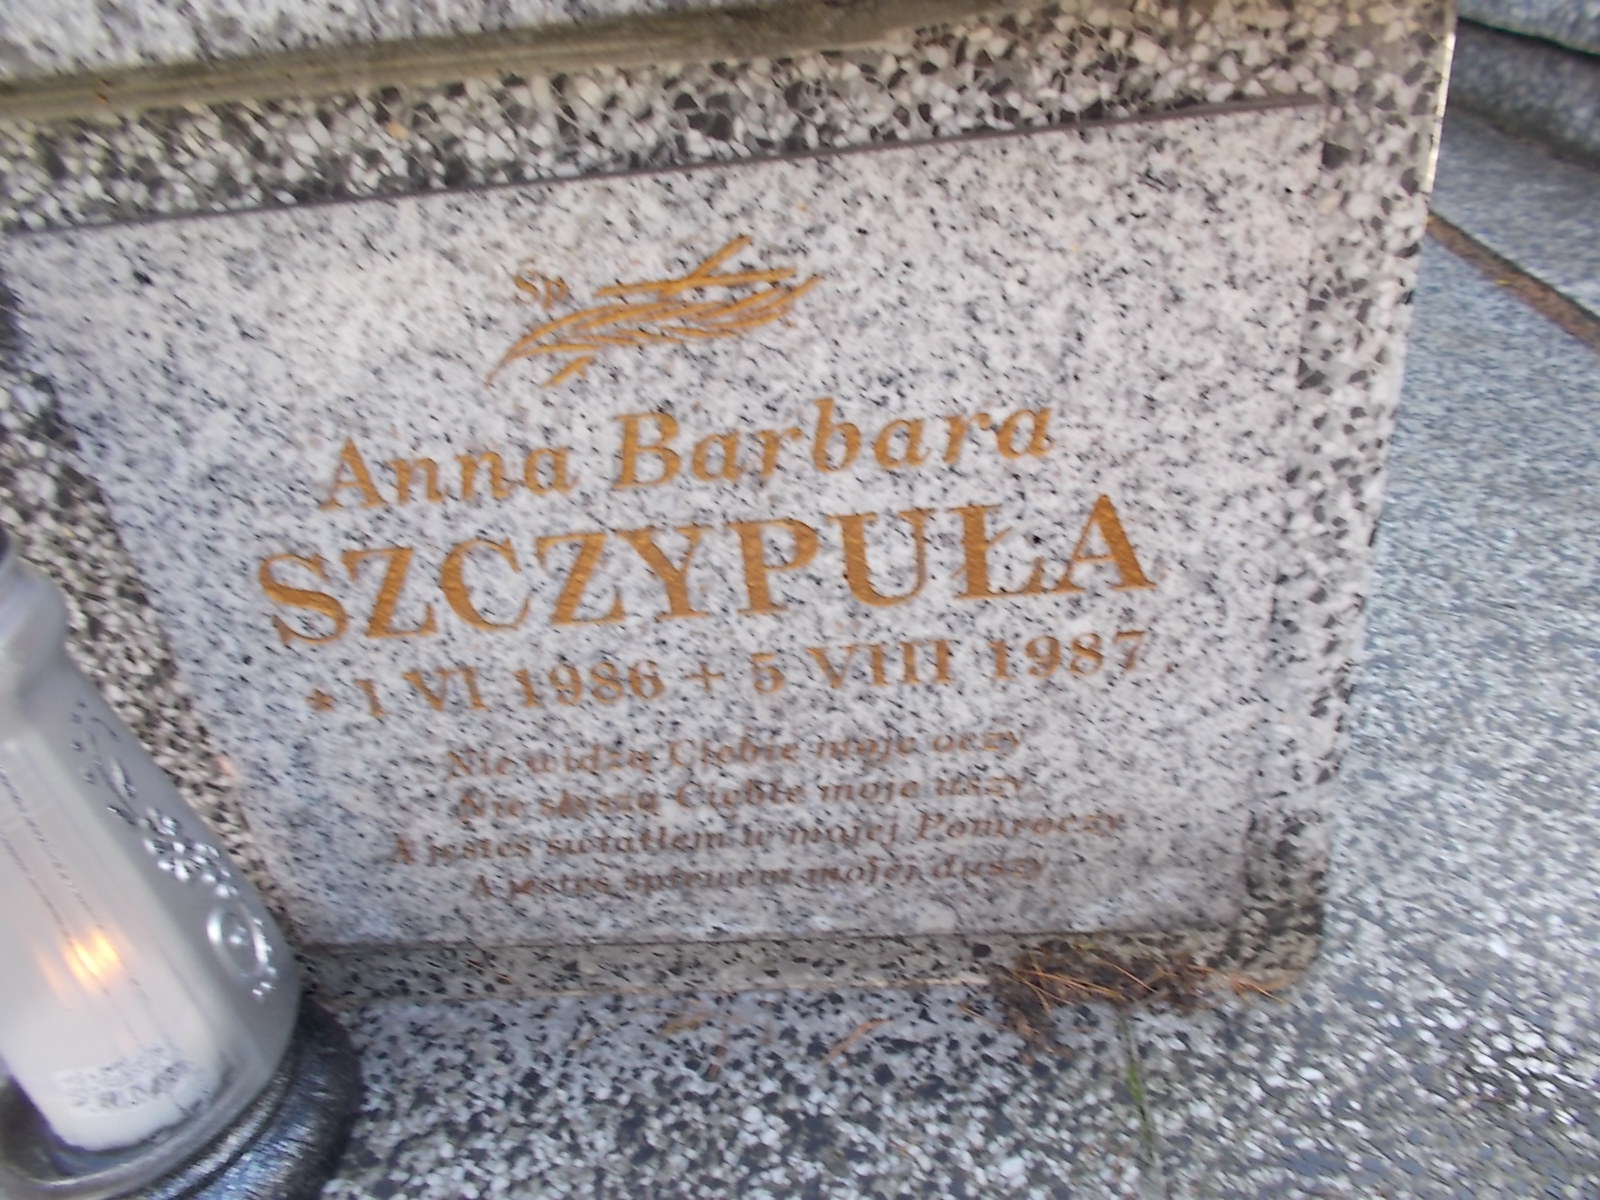 Sp.
Anna Barbara
SZCZYPUŁA
* 1 VI 1986 + 5 VIII 1987
Nie widzą Ciebie moje oczy
Nie słyszą Ciebie moje uszy
A jesteś światłem w mojej Pomroczy
A jesteś śpiewem mojej duszy